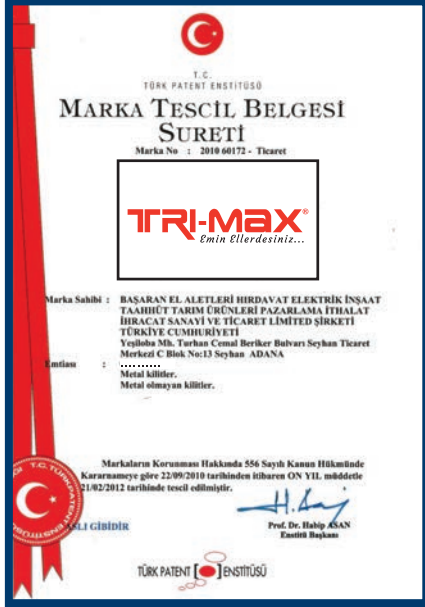 T.C.
TÜRK PATENT ENSTİTÜSÜ
MARKA TESCİL BELGESİ
SURETİ
Marka No : 2010 60172 - Ticaret
TRI-MAX®
Emin Ellerdesiniz...
Marka Sahibi : BAŞARAN EL ALETLERİ HIRDAVAT ELEKTRİK İNŞAAT
TAAHHÜT TARIM ÜRÜNLERİ PAZARLAMA İTHALAT
İHRACAT SANAYİ VE TİCARET LİMİTED ŞİRKETİ
TÜRKİYE CUMHURİYETİ
Yeşiloba Mh. Turhan Cemal Beriker Bulvarı Seyhan Ticaret
Merkezi C Blok No:13 Seyhan ADANA
Emtiası : ..........
Metal kilitler.
Metal olmayan kilitler.
Markaların Korunması Hakkında 556 Sayılı Kanun Hükmünde
Kararnameye göre 22/09/2010 tarihinden itibaren ON YIL müddetle
21/02/2012 tarihinde tescil edilmiştir.
ASLI GİBİDİR
Prof. Dr. Habip ASAN
Enstitü Başkanı
TÜRK PATENT ENSTİTÜSÜ